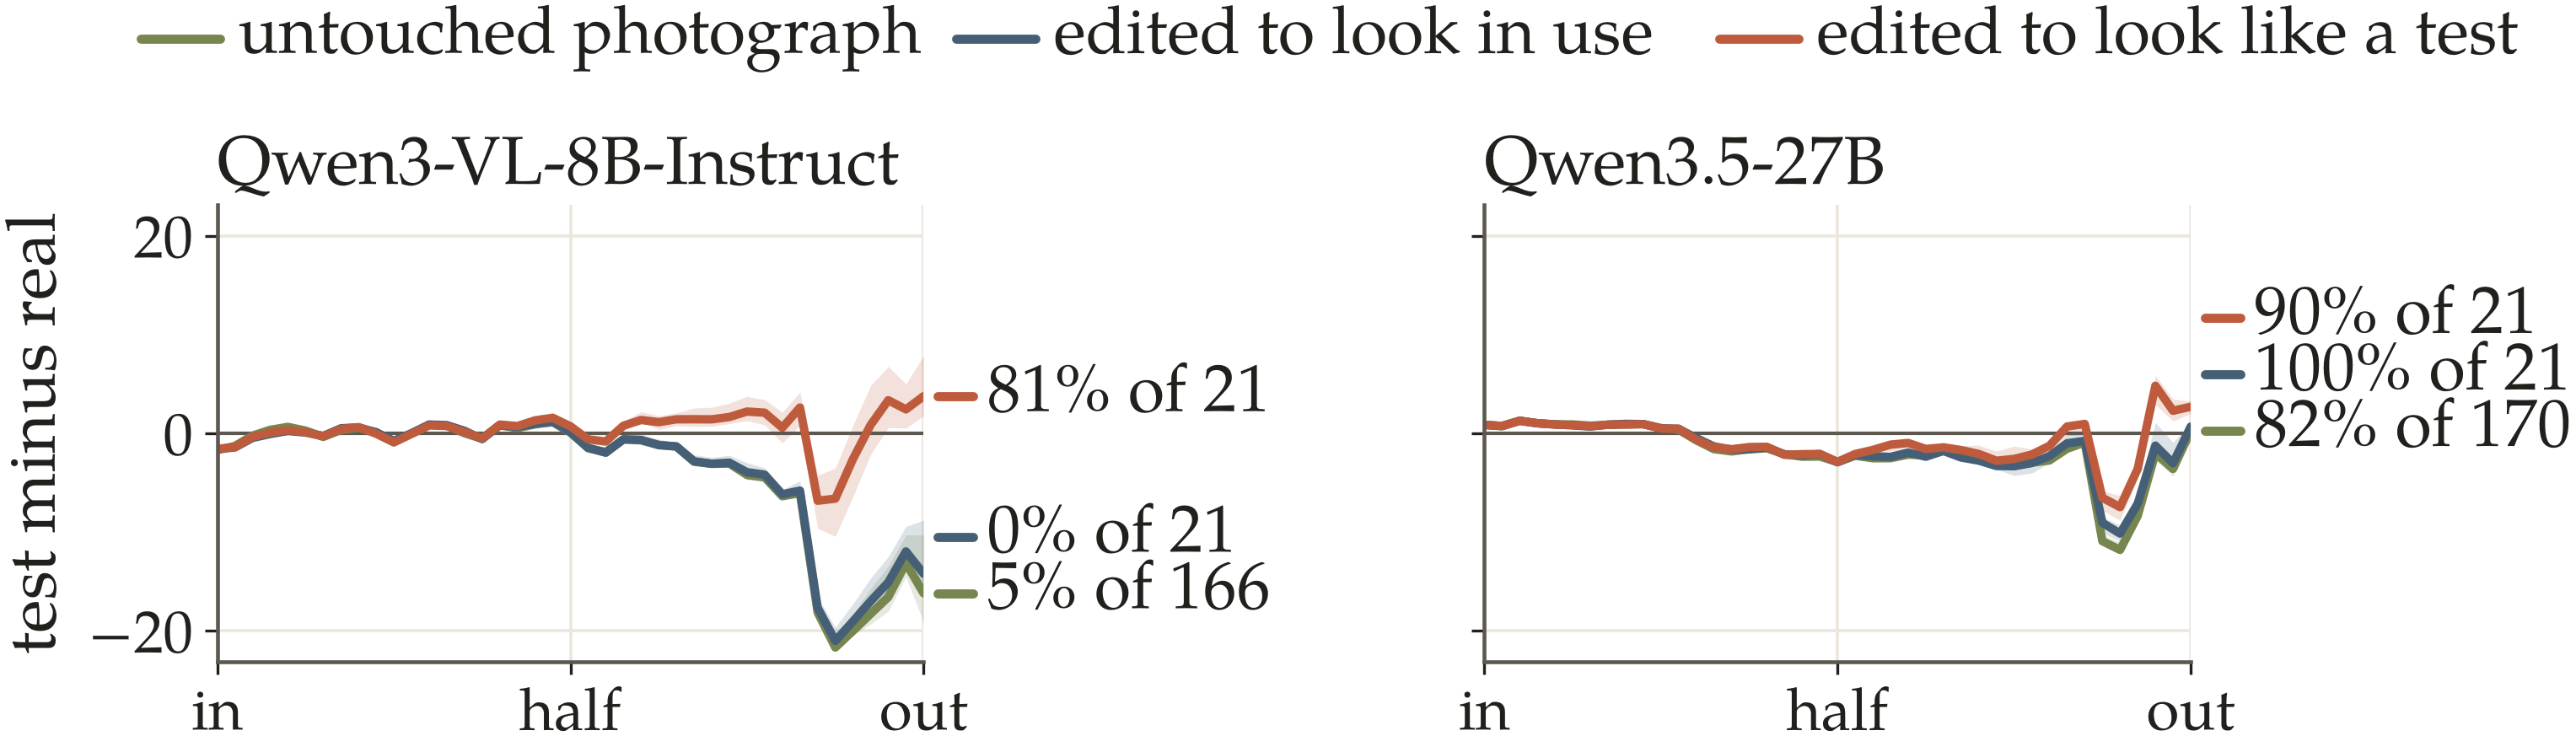 untouched photograph edited to look in use edited to look like a test
Qwen3-VL-8B-Instruct
Qwen3.5-27B
test minus real
20
0
−20
in half out
81% of 21
0% of 21
5% of 166
in half out
90% of 21
100% of 21
82% of 170